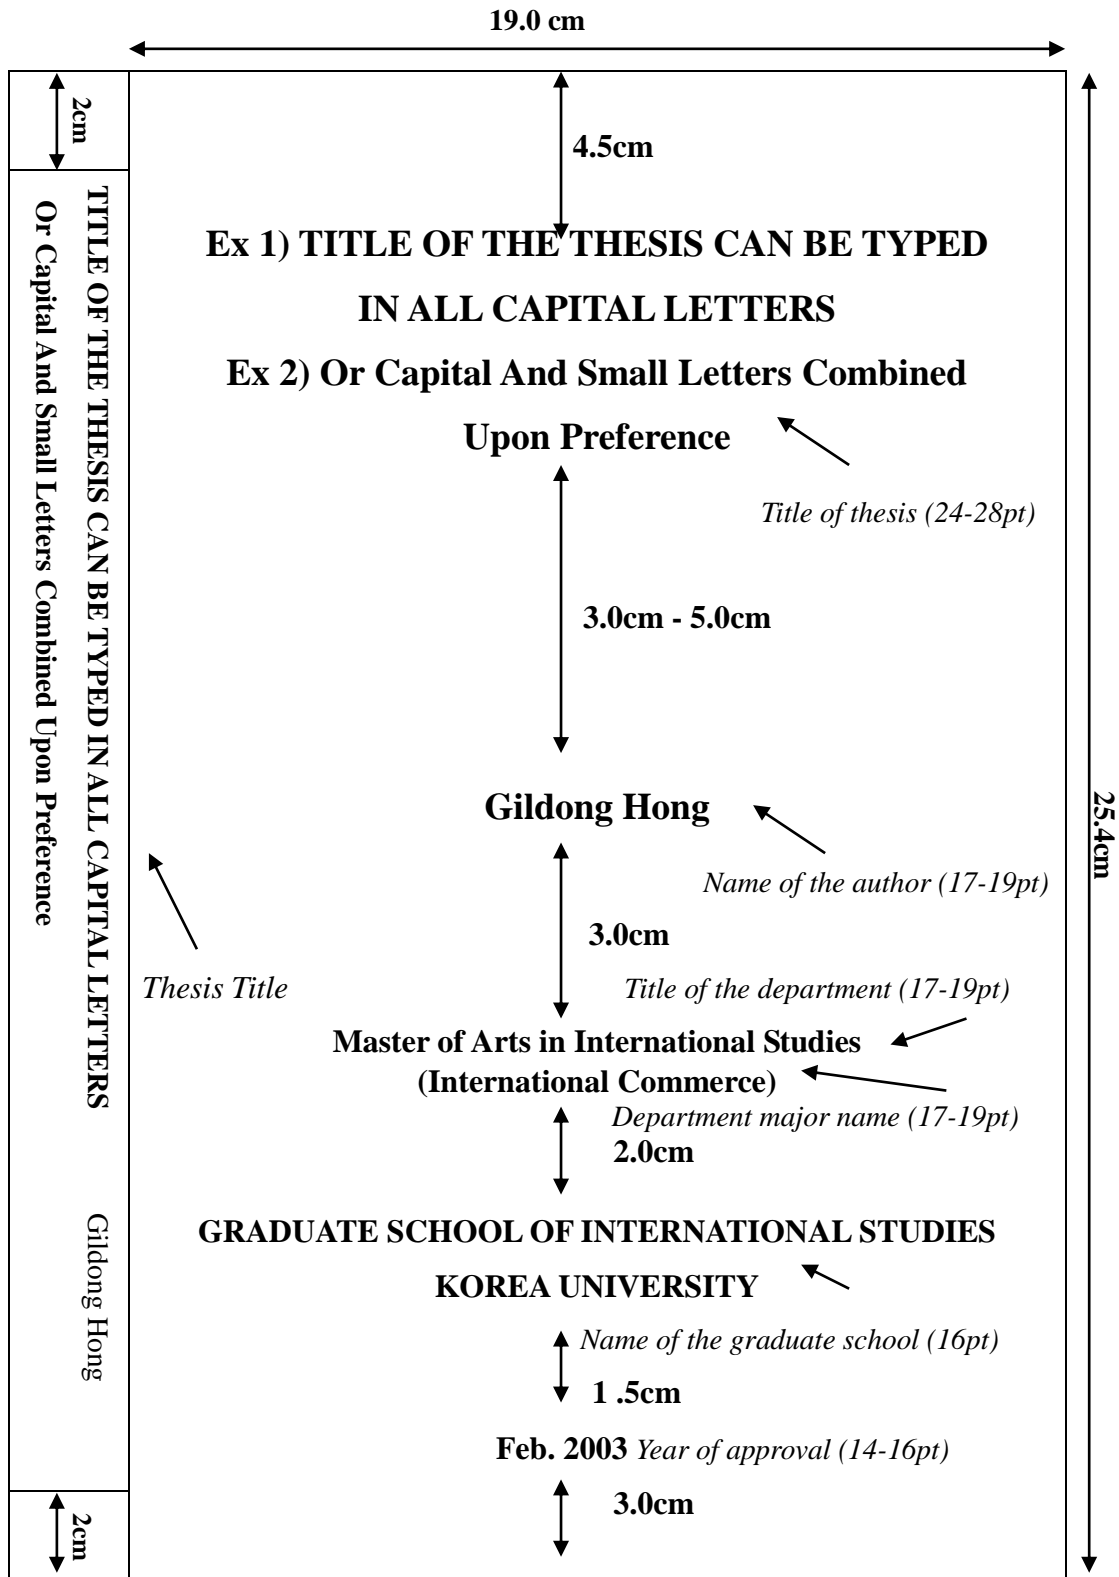 19.0 cm
2cm
4.5cm
TITLE OF THE THESIS CAN BE TYPED IN ALL CAPITAL LETTERS
Or Capital And Small Letters Combined Upon Preference
Ex 1) TITLE OF THE THESIS CAN BE TYPED
IN ALL CAPITAL LETTERS
Ex 2) Or Capital And Small Letters Combined
Upon Preference
Title of thesis (24-28pt)
3.0cm - 5.0cm
25.4cm
Gildong Hong
Name of the author (17-19pt)
3.0cm
Thesis Title
Title of the department (17-19pt)
Master of Arts in International Studies
(International Commerce)
Department major name (17-19pt)
2.0cm
Gildong Hong
GRADUATE SCHOOL OF INTERNATIONAL STUDIES
KOREA UNIVERSITY
Name of the graduate school (16pt)
1 .5cm
Feb. 2003 Year of approval (14-16pt)
3.0cm
2cm